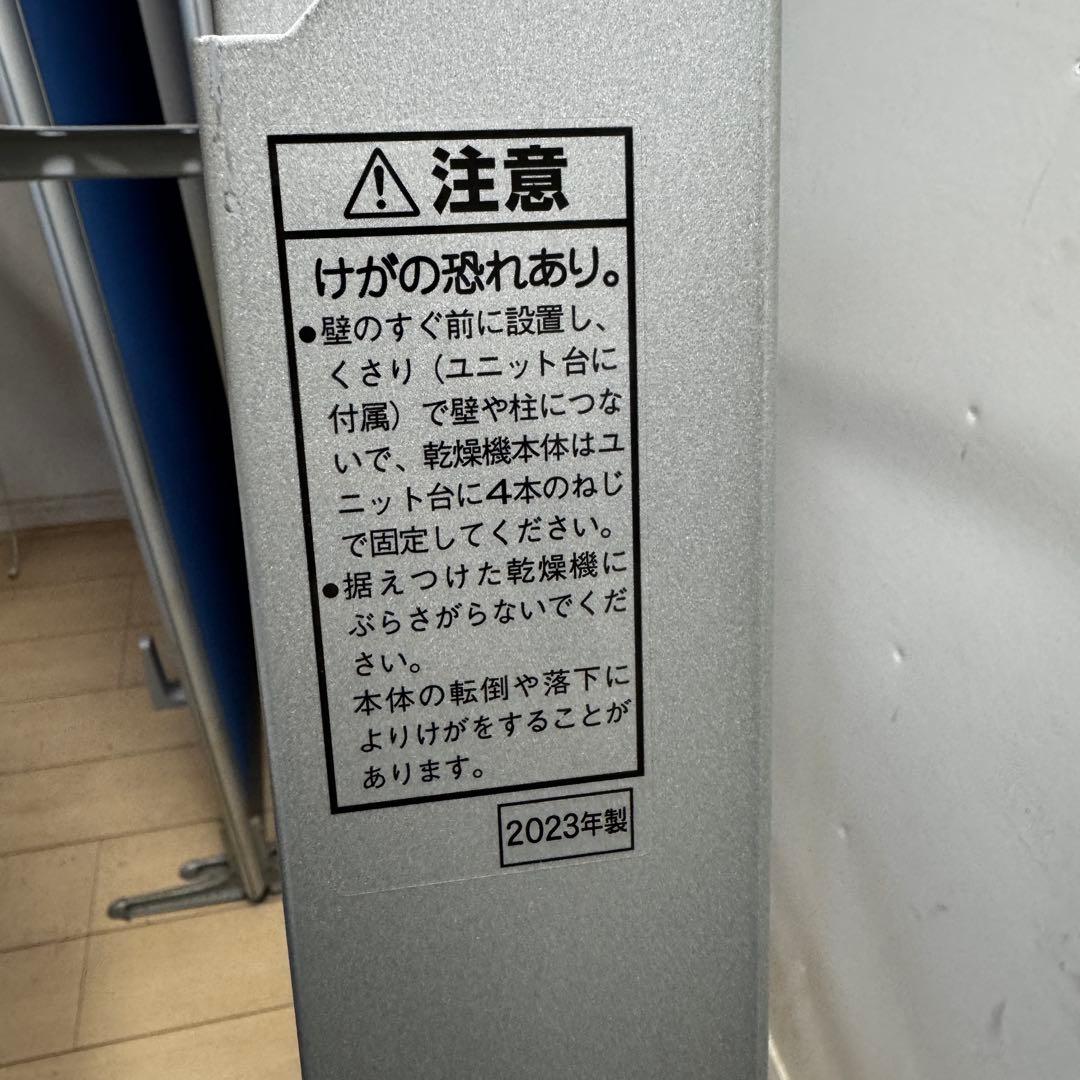 注意
けがの恐れあり。
●壁のすぐ前に設置し、
くさり（ユニット台に
付属）で壁や柱につな
いで、乾燥機本体はユ
ニット台に4本のねじ
で固定してください。
●据えつけた乾燥機に
ぶらさがらないでくだ
さい。
本体の転倒や落下に
よりけがをすることが
あります。
2023年製